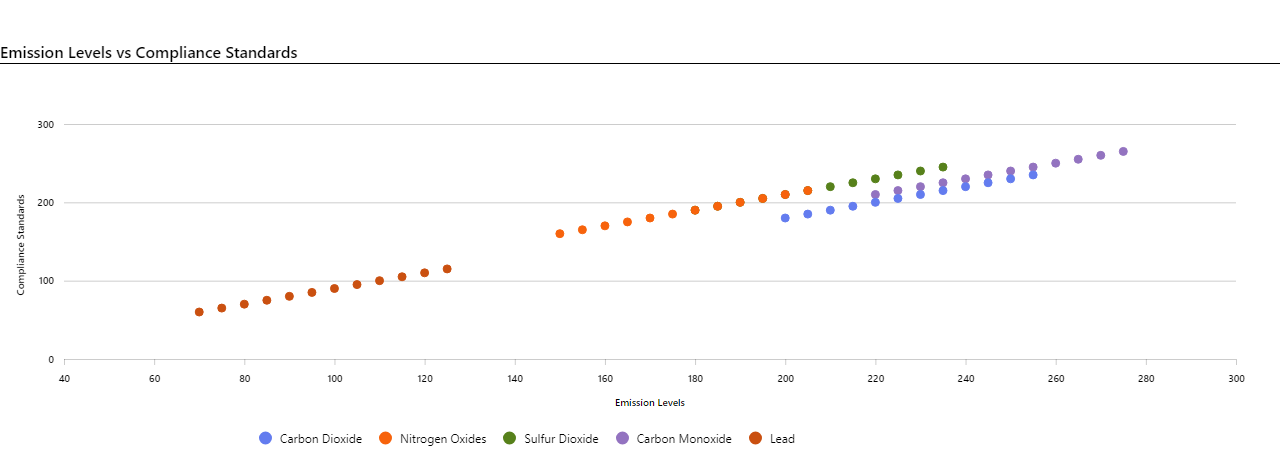 Emission Levels vs Compliance Standards
300
200
100
0
Compliance Standards
40 60 80 100 120 140 160 180 200 220 240 260 280 300
Emission Levels
Carbon Dioxide Nitrogen Oxides Sulfur Dioxide Carbon Monoxide Lead